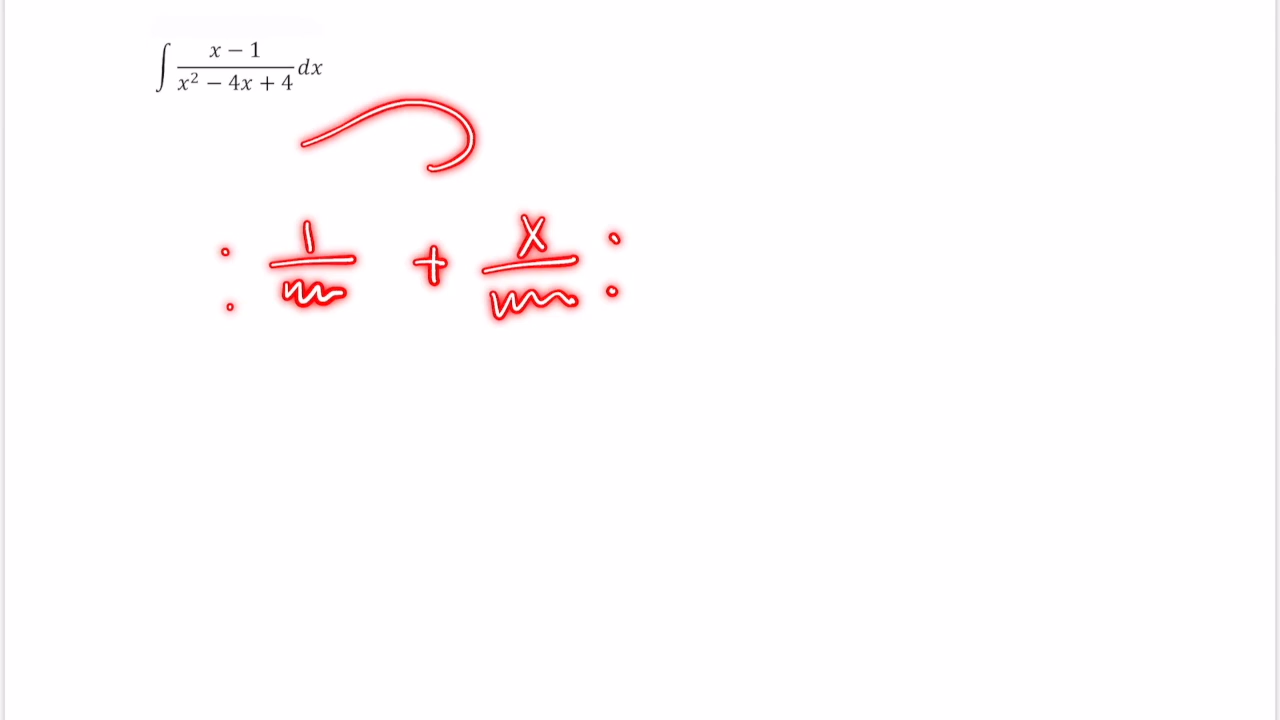 ∫ (x − 1)/(x² − 4x + 4) dx
: 1/ + x/ :